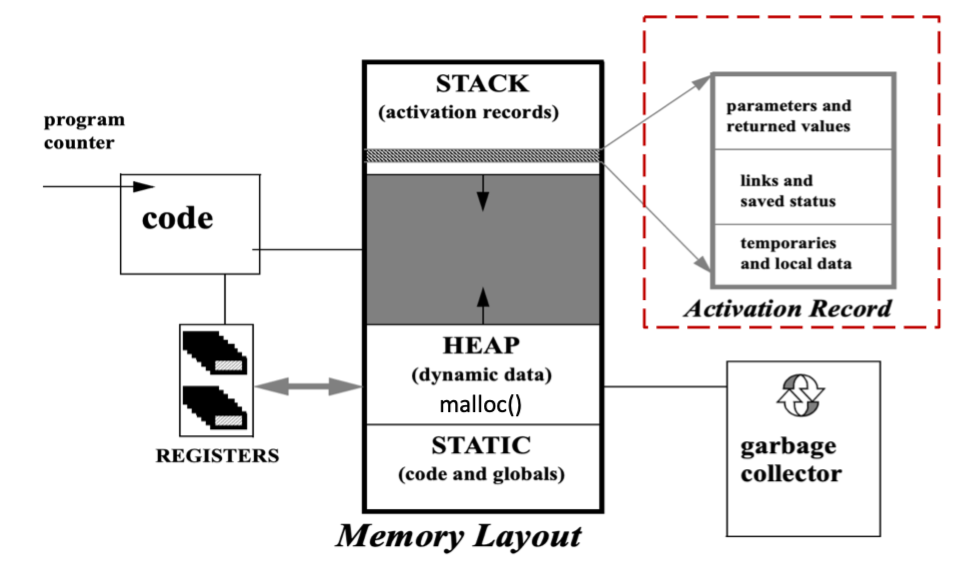 program
counter
code
REGISTERS
STACK
(activation records)
HEAP
(dynamic data)
malloc()
STATIC
(code and globals)
Memory Layout
parameters and
returned values
links and
saved status
temporaries
and local data
Activation Record
garbage
collector